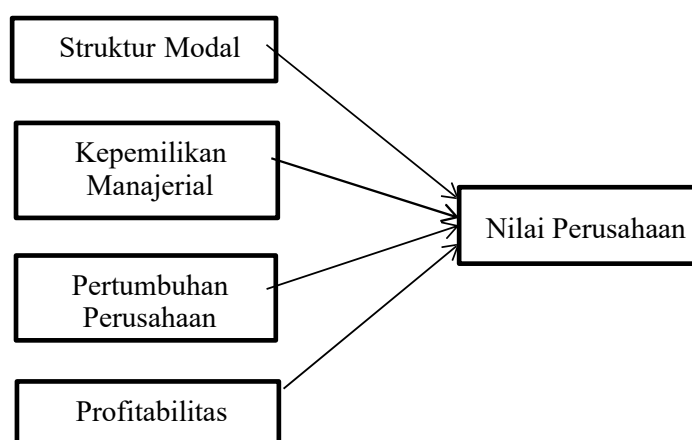 Struktur Modal
Kepemilikan
Manajerial
Nilai Perusahaan
Pertumbuhan
Perusahaan
Profitabilitas